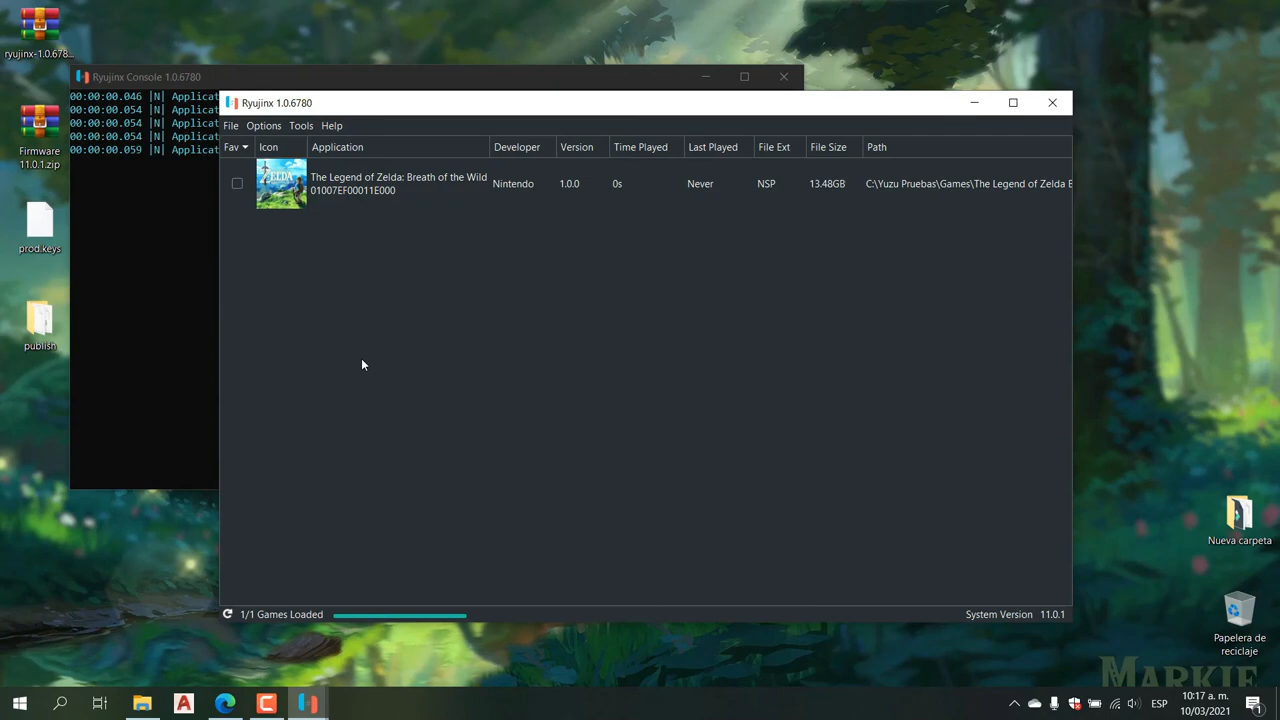 ryujinx-1.0.678...
Firmware
11.0.1.zip
prod.keys
publish
Ryujinx Console 1.0.6780
00:00:00.046 |N| Applicat
00:00:00.054 |N| Applicat
00:00:00.054 |N| Applicat
00:00:00.054 |N| Applicat
00:00:00.059 |N| Applicat
Ryujinx 1.0.6780
File Options Tools Help
Fav Icon Application Developer Version Time Played Last Played File Ext File Size Path
ZELDA
The Legend of Zelda: Breath of the Wild
01007EF00011E000
Nintendo 1.0.0 0s Never NSP 13.48GB C:\Yuzu Pruebas\Games\The Legend of Zelda B
1/1 Games Loaded System Version 11.0.1
Nueva carpeta
Papelera de
reciclaje
MARKIE
ESP
10:17 a. m.
10/03/2021
1